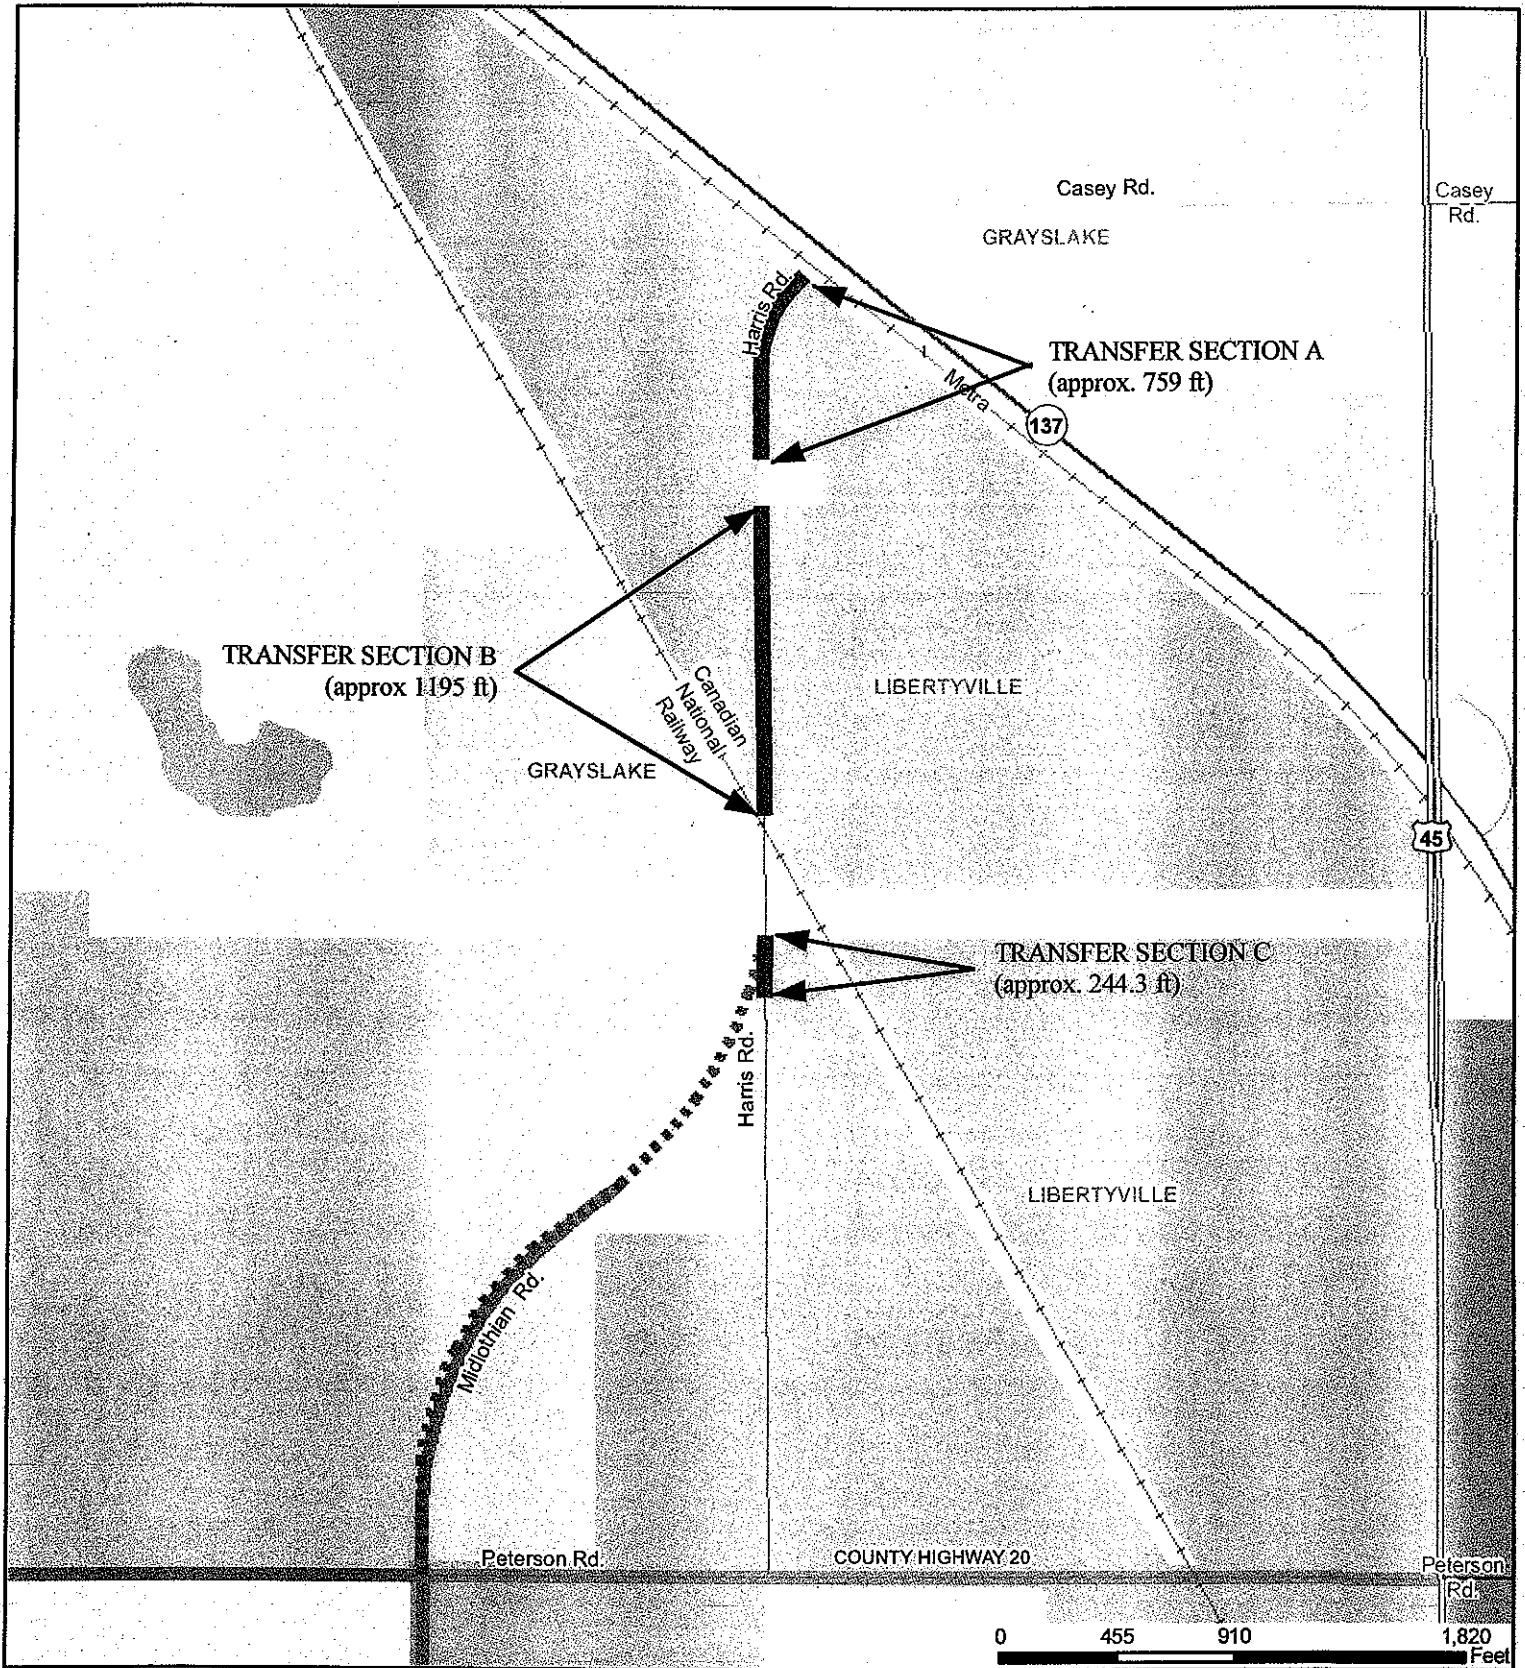 Casey Rd.
Casey
Rd.
GRAYSLAKE
Harris Rd.
TRANSFER SECTION A
(approx. 759 ft)
Metra
137
TRANSFER SECTION B
(approx 1195 ft)
Canadian
National
Railway
LIBERTYVILLE
GRAYSLAKE
45
TRANSFER SECTION C
(approx. 244.3 ft)
Harris Rd.
LIBERTYVILLE
Midlothian Rd.
Peterson Rd.
COUNTY HIGHWAY 20
Peterson
Rd.
0 455 910 1,820
Feet